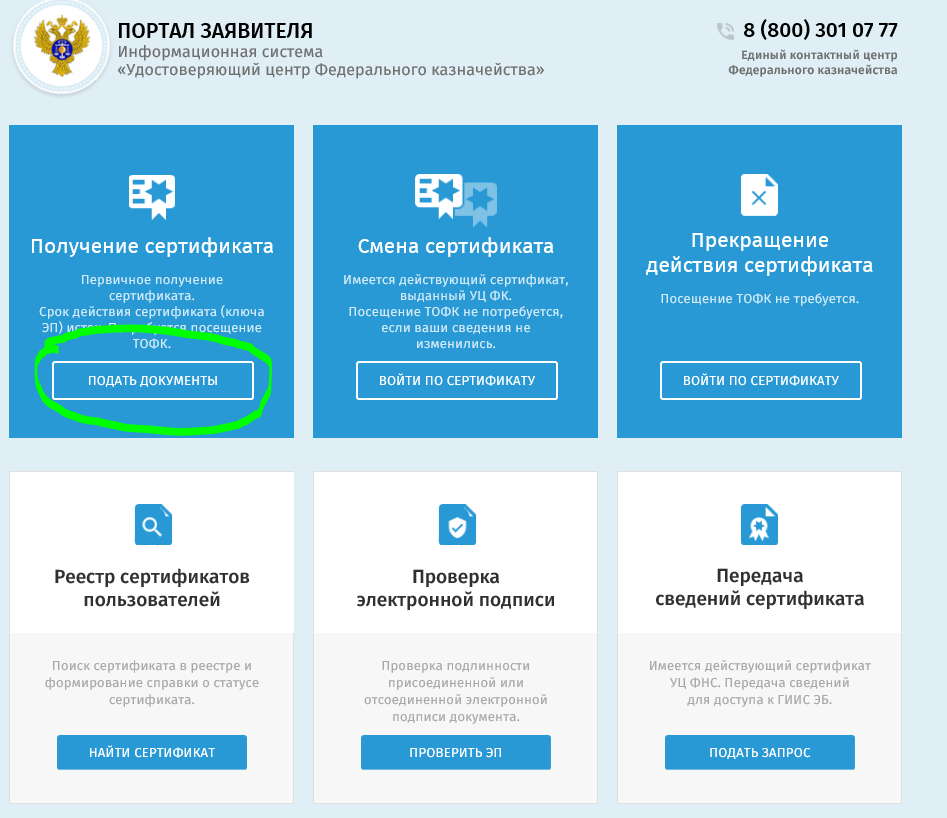 ПОРТАЛ ЗАЯВИТЕЛЯ
Информационная система
«Удостоверяющий центр Федерального казначейства»
8 (800) 301 07 77
Единый контактный центр
Федерального казначейства
Получение сертификата
Первичное получение
сертификата.
Срок действия сертификата (ключа
ЭП) истек. Потребуется посещение
ТОФК.
ПОДАТЬ ДОКУМЕНТЫ
Смена сертификата
Имеется действующий сертификат,
выданный УЦ ФК.
Посещение ТОФК не потребуется,
если ваши сведения не
изменились.
ВОЙТИ ПО СЕРТИФИКАТУ
Прекращение
действия сертификата
Посещение ТОФК не требуется.
ВОЙТИ ПО СЕРТИФИКАТУ
Реестр сертификатов
пользователей
Поиск сертификата в реестре и
формирование справки о статусе
сертификата.
НАЙТИ СЕРТИФИКАТ
Проверка
электронной подписи
Проверка подлинности
присоединенной или
отсоединенной электронной
подписи документа.
ПРОВЕРИТЬ ЭП
Передача
сведений сертификата
Имеется действующий сертификат
УЦ ФНС. Передача сведений
для доступа к ГИИС ЭБ.
ПОДАТЬ ЗАПРОС